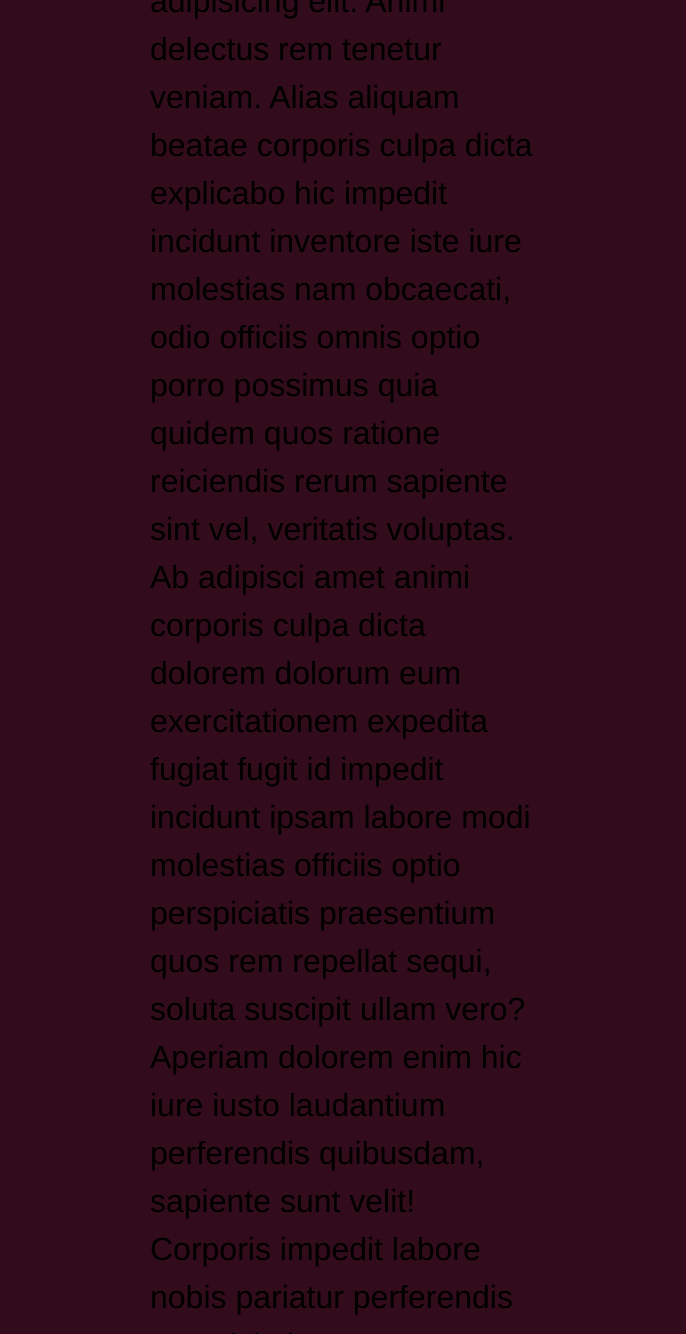 adipisicing elit. Animi
delectus rem tenetur
veniam. Alias aliquam
beatae corporis culpa dicta
explicabo hic impedit
incidunt inventore iste iure
molestias nam obcaecati,
odio officiis omnis optio
porro possimus quia
quidem quos ratione
reiciendis rerum sapiente
sint vel, veritatis voluptas.
Ab adipisci amet animi
corporis culpa dicta
dolorem dolorum eum
exercitationem expedita
fugiat fugit id impedit
incidunt ipsam labore modi
molestias officiis optio
perspiciatis praesentium
quos rem repellat sequi,
soluta suscipit ullam vero?
Aperiam dolorem enim hic
iure iusto laudantium
perferendis quibusdam,
sapiente sunt velit!
Corporis impedit labore
nobis pariatur perferendis